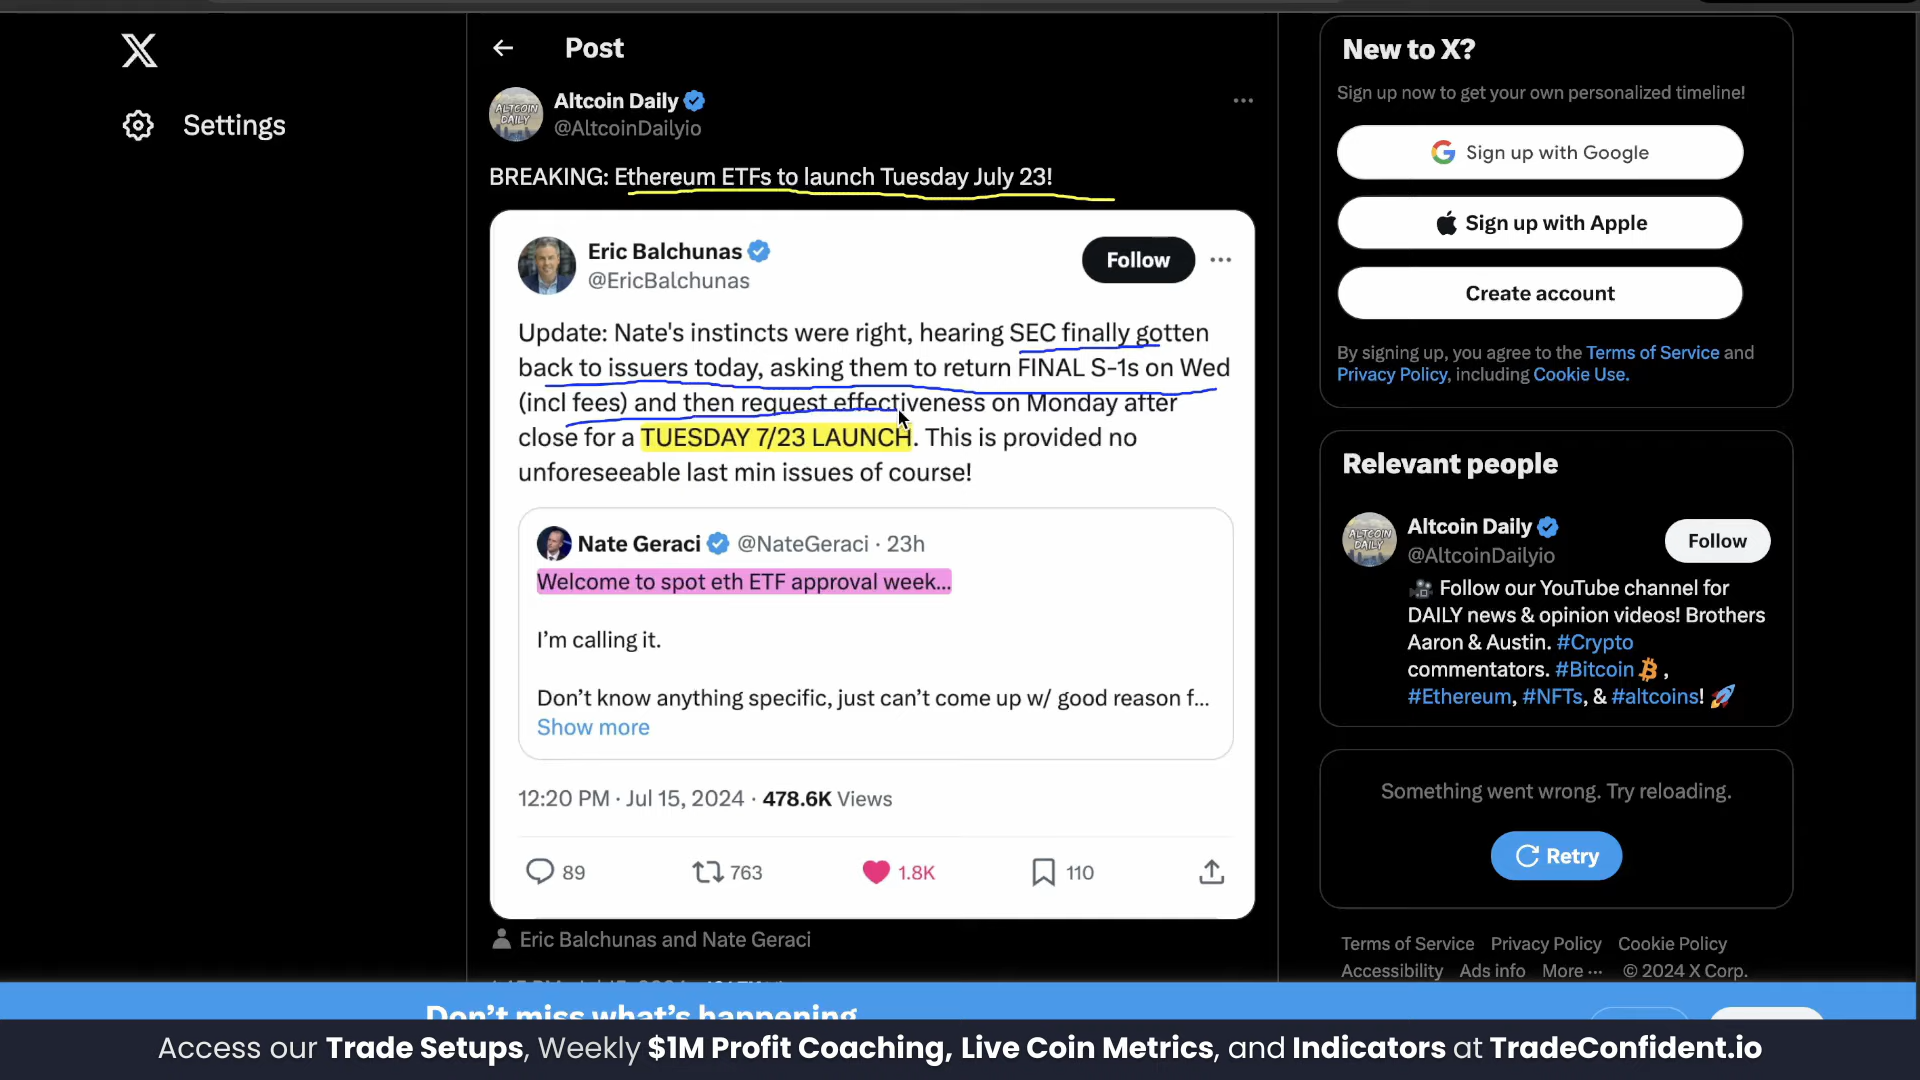 Post
Altcoin Daily
@AltcoinDailyio
BREAKING: Ethereum ETFs to launch Tuesday July 23!
Eric Balchunas
@EricBalchunas
Follow
Update: Nate's instincts were right, hearing SEC finally gotten
back to issuers today, asking them to return FINAL S-1s on Wed
(incl fees) and then request effectiveness on Monday after
close for a TUESDAY 7/23 LAUNCH. This is provided no
unforeseeable last min issues of course!
Nate Geraci @NateGeraci · 23h
Welcome to spot eth ETF approval week...
I'm calling it.
Don't know anything specific, just can't come up w/ good reason f...
Show more
12:20 PM · Jul 15, 2024 · 478.6K Views
89 763 1.8K 110
Eric Balchunas and Nate Geraci
Settings
New to X?
Sign up now to get your own personalized timeline!
Sign up with Google
Sign up with Apple
Create account
By signing up, you agree to the Terms of Service and
Privacy Policy, including Cookie Use.
Relevant people
Altcoin Daily
@AltcoinDailyio
Follow
ALTCOIN
DAILY
Follow our YouTube channel for
DAILY news & opinion videos! Brothers
Aaron & Austin. #Crypto
commentators. #Bitcoin ,
#Ethereum, #NFTs, & #altcoins!
Something went wrong. Try reloading.
Retry
Terms of Service Privacy Policy Cookie Policy
Accessibility Ads info More ··· © 2024 X Corp.
Don't miss what's happening
Access our Trade Setups, Weekly $1M Profit Coaching, Live Coin Metrics, and Indicators at TradeConfident.io